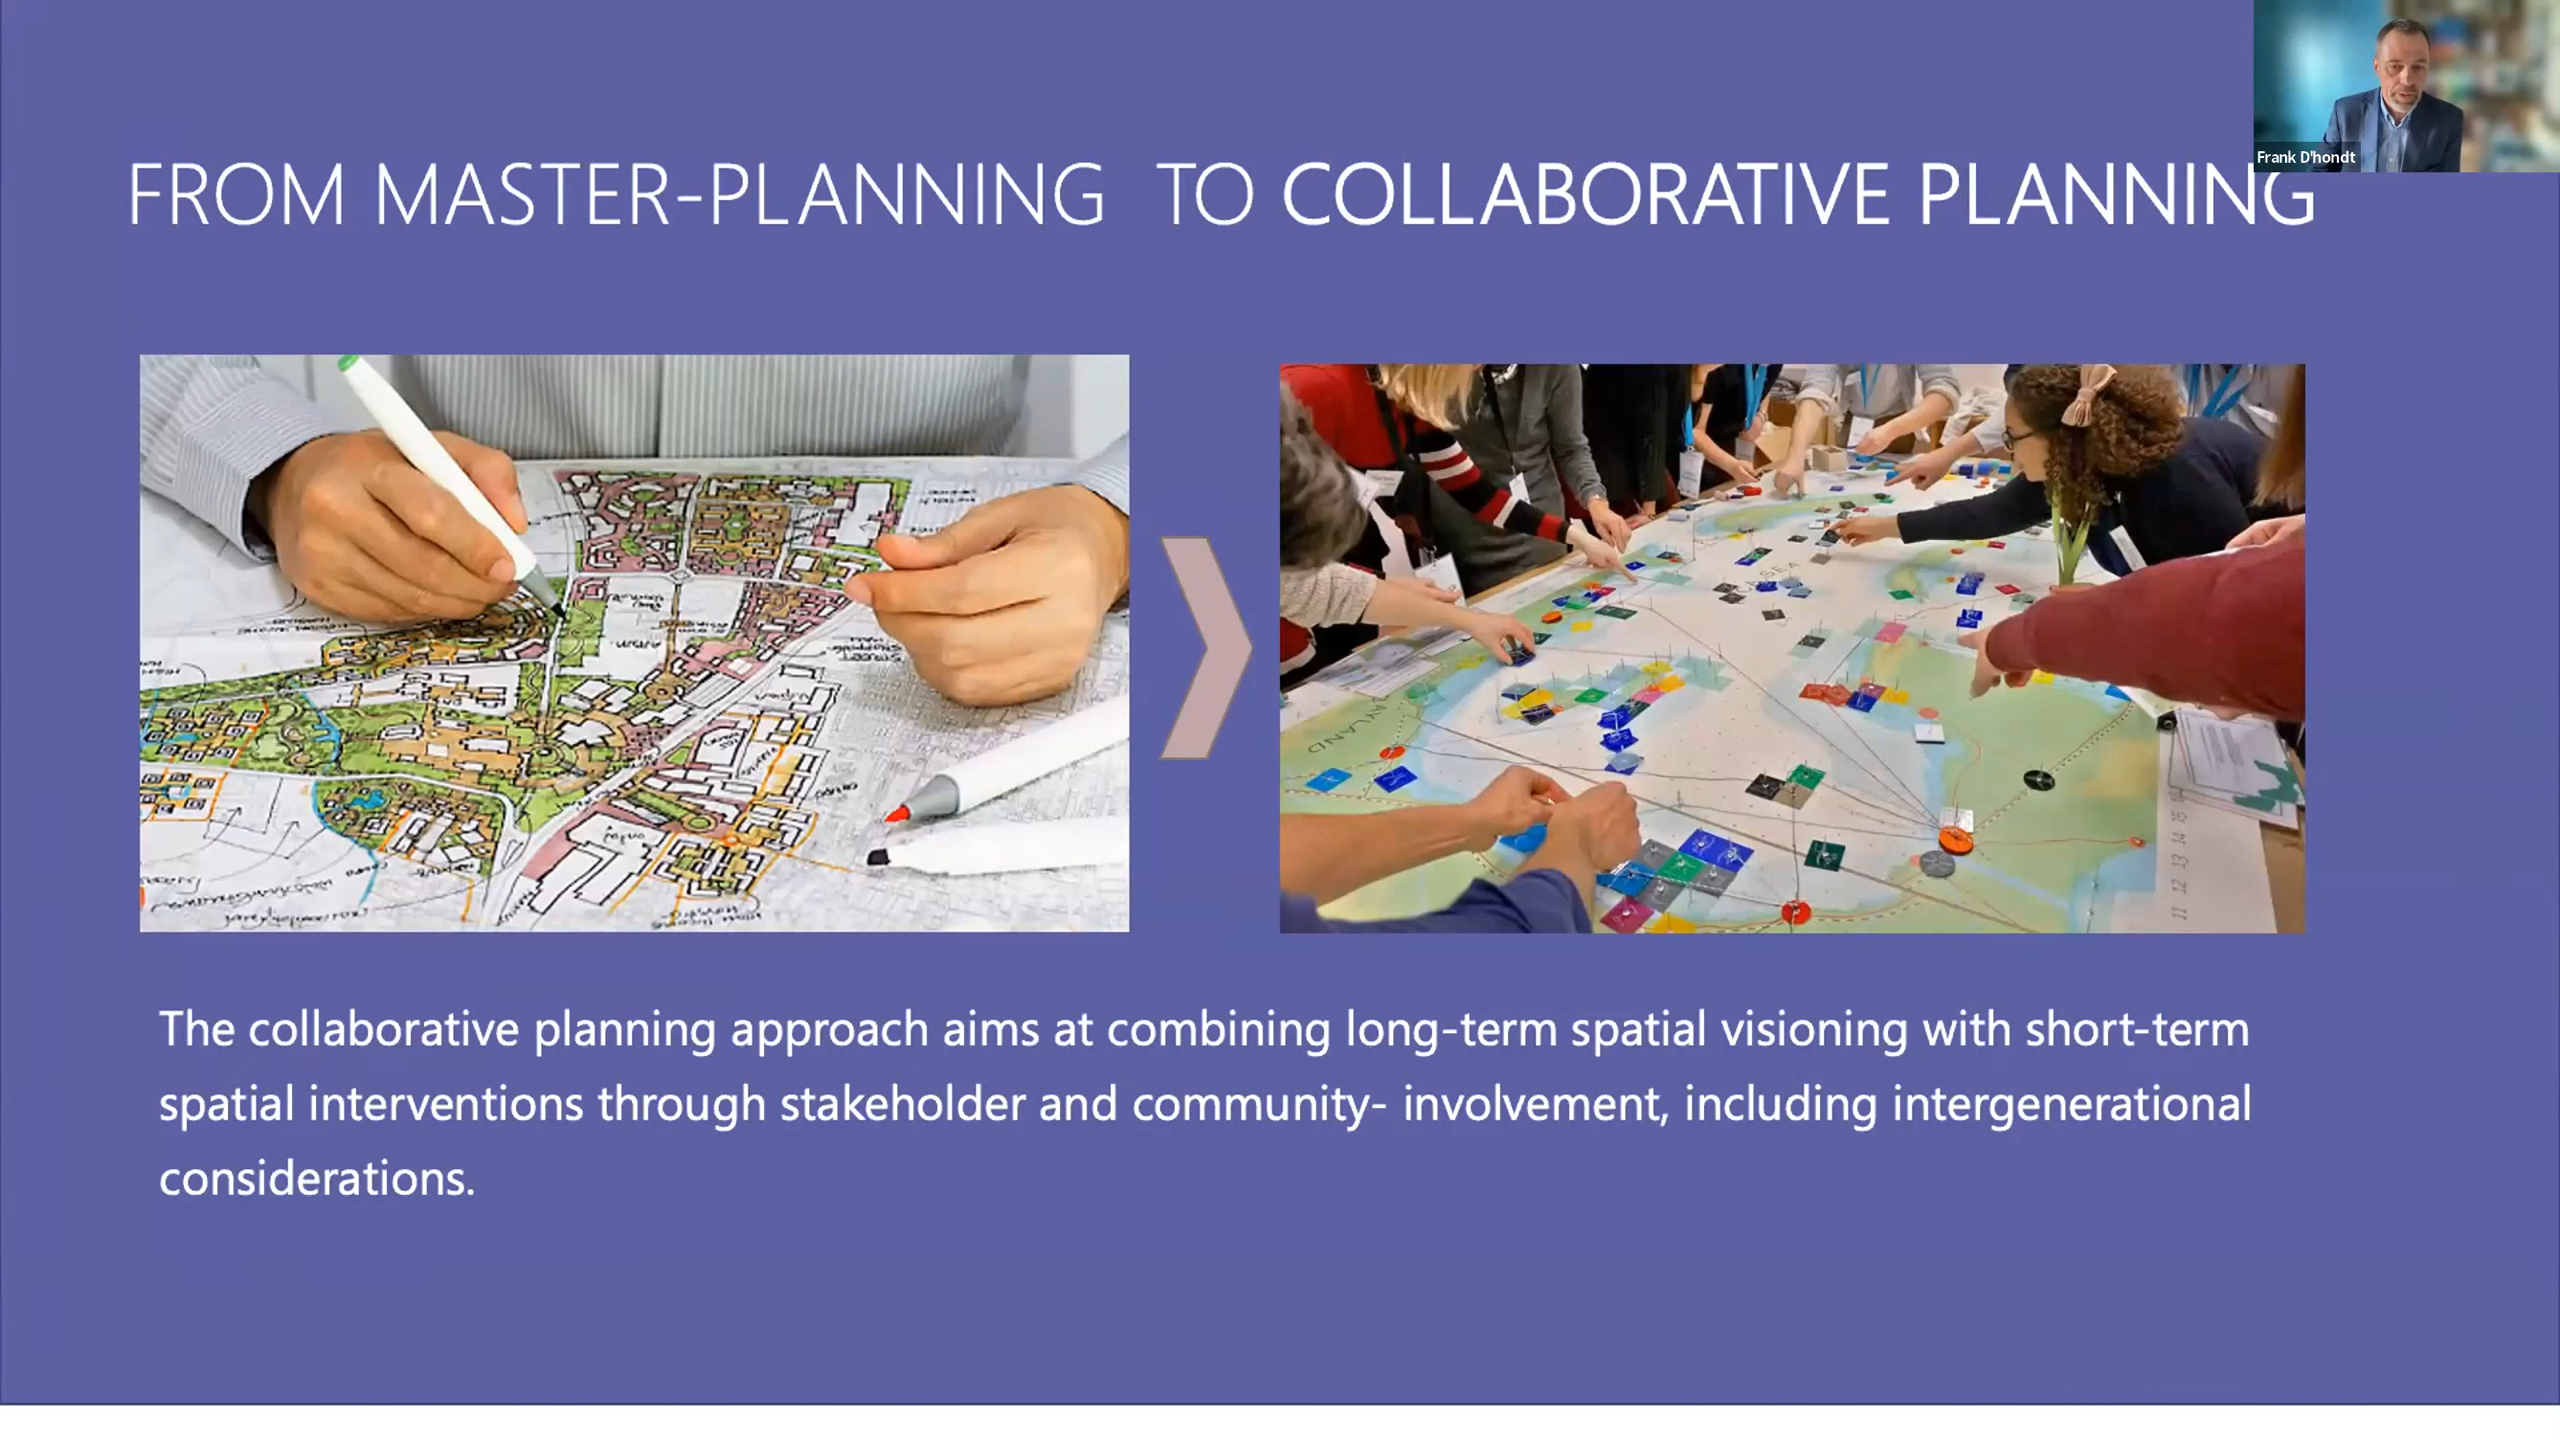 Frank D'hondt
FROM MASTER-PLANNING TO COLLABORATIVE PLANNING
SEA
The collaborative planning approach aims at combining long-term spatial visioning with short-term
spatial interventions through stakeholder and community- involvement, including intergenerational
considerations.